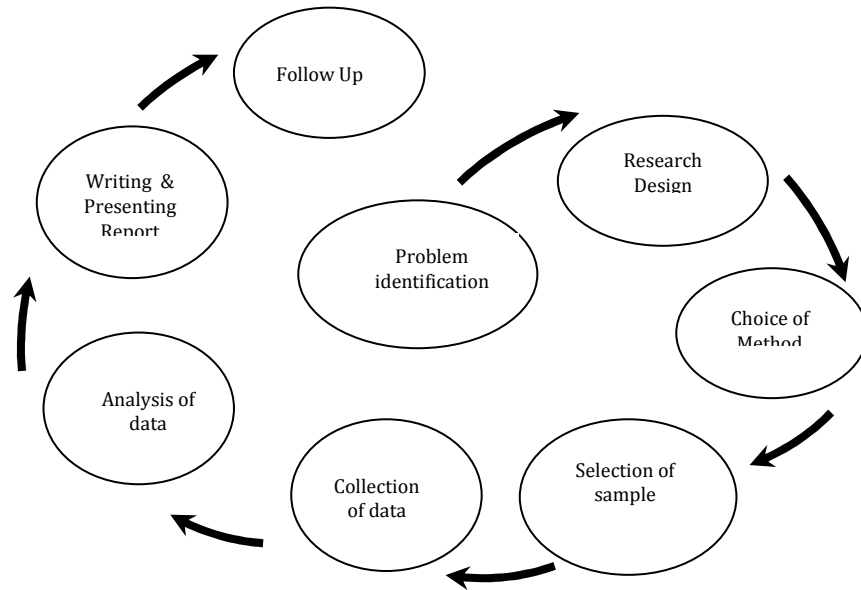 Follow Up
Research
Design
Writing &
Presenting
Report
Problem
identification
Choice of
Method
Analysis of
data
Selection of
sample
Collection
of data